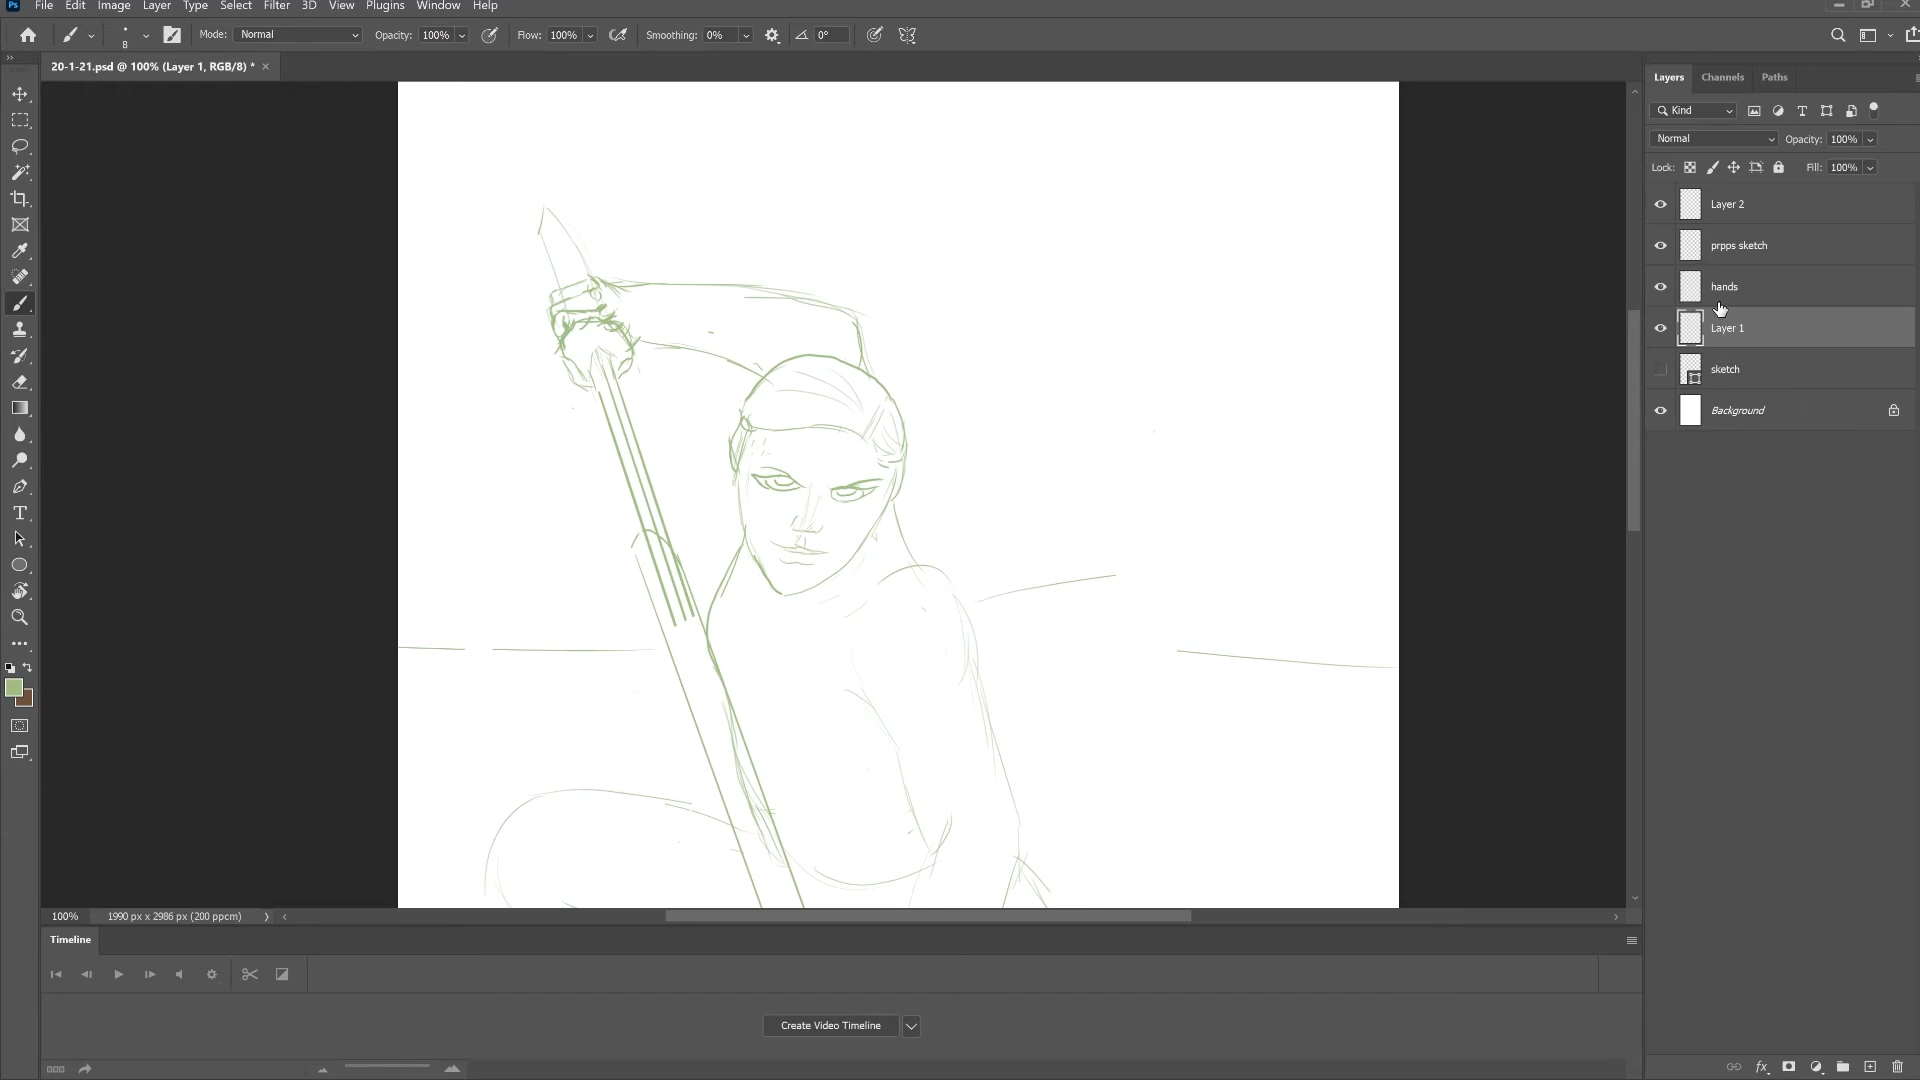 Ps File Edit Image Layer Type Select Filter 3D View Plugins Window Help
8 Mode: Normal Opacity: 100% Flow: 100% Smoothing: 0% 0°
20-1-21.psd @ 100% (Layer 1, RGB/8) * ×
Layers Channels Paths
Kind
Normal Opacity: 100%
Lock: Fill: 100%
Layer 2
prpps sketch
hands
Layer 1
sketch
Background
100% 1990 px x 2986 px (200 ppcm)
Timeline
Create Video Timeline
fx